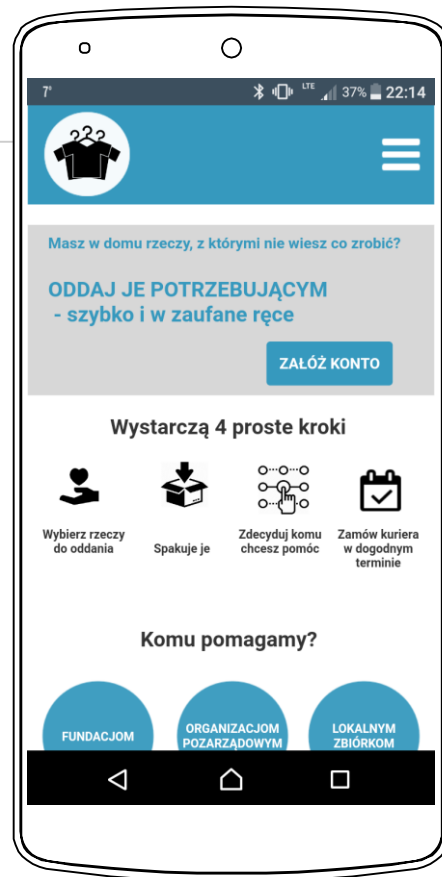 7°
LTE 37% 22:14
Masz w domu rzeczy, z którymi nie wiesz co zrobić?
ODDAJ JE POTRZEBUJĄCYM
- szybko i w zaufane ręce
ZAŁÓŻ KONTO
Wystarczą 4 proste kroki
Wybierz rzeczy
do oddania
Spakuje je
Zdecyduj komu
chcesz pomóc
Zamów kuriera
w dogodnym
terminie
Komu pomagamy?
FUNDACJOM
ORGANIZACJOM
POZARZĄDOWYM
LOKALNYM
ZBIÓRKOM